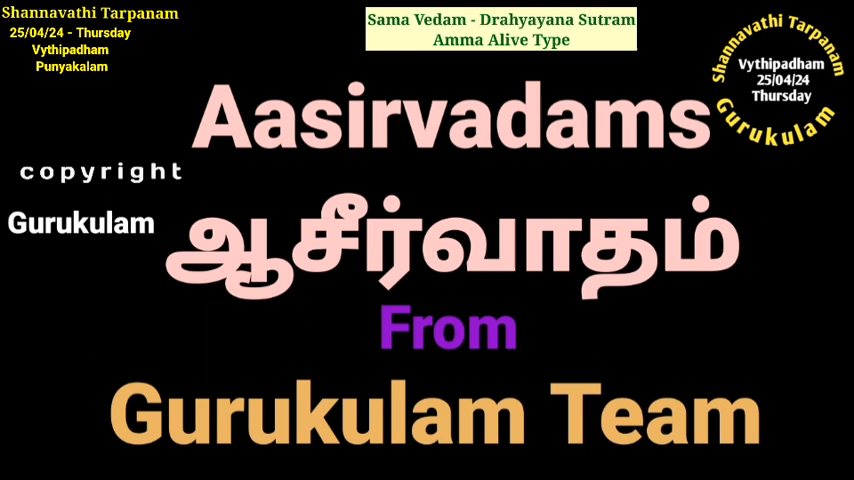 Shannavathi Tarpanam
25/04/24 - Thursday
Vythipadham
Punyakalam
Sama Vedam - Drahyayana Sutram
Amma Alive Type
Shannavathi Tarpanam
Vythipadham
25/04/24
Thursday
Gurukulam
Aasirvadams
copyright
Gurukulam
ஆசீர்வாதம்
From
Gurukulam Team